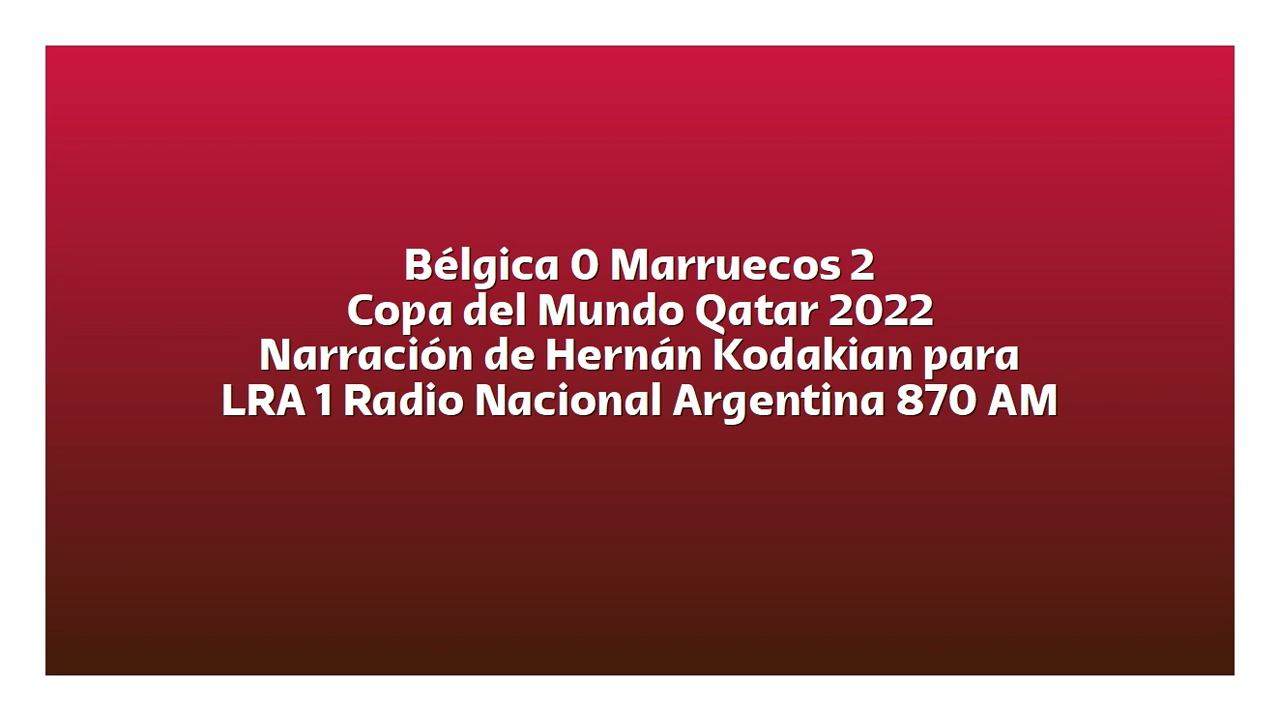 Bélgica 0 Marruecos 2
Copa del Mundo Qatar 2022
Narración de Hernán Kodakian para
LRA 1 Radio Nacional Argentina 870 AM